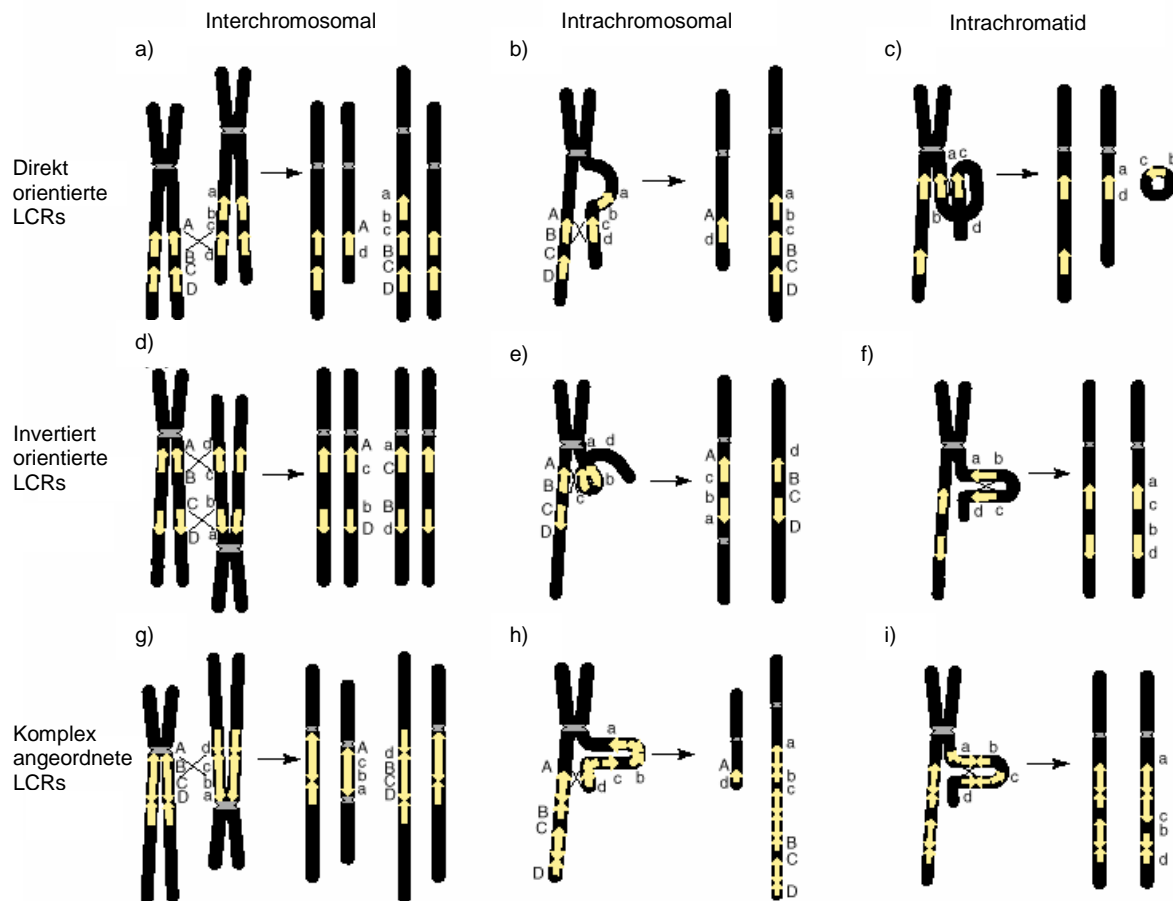 Interchromosomal
Intrachromosomal
Intrachromatid
Direkt
orientierte
LCRs
a)
a
b
A c
B d
C
D
A
d
a
b
c
B
C
D
b)
a
A b
B c
C d
D
A
d
a
b
c
B
C
D
c)
a c
b d
a
d
c b
Invertiert
orientierte
LCRs
d)
A d
B c
C b
D a
A
c
b
D
a
C
B
d
e)
a d
A
B b
C c
D
A
c
b
a
d
B
C
D
f)
a b
d c
a
c
b
d
Komplex
angeordnete
LCRs
g)
A d
B c
C b
D a
A
c
b
a
d
B
C
D
h)
a
A c b
d
B
C
D
A
d
a
b
c
B
C
D
i)
a b
d c
a
c
b
d